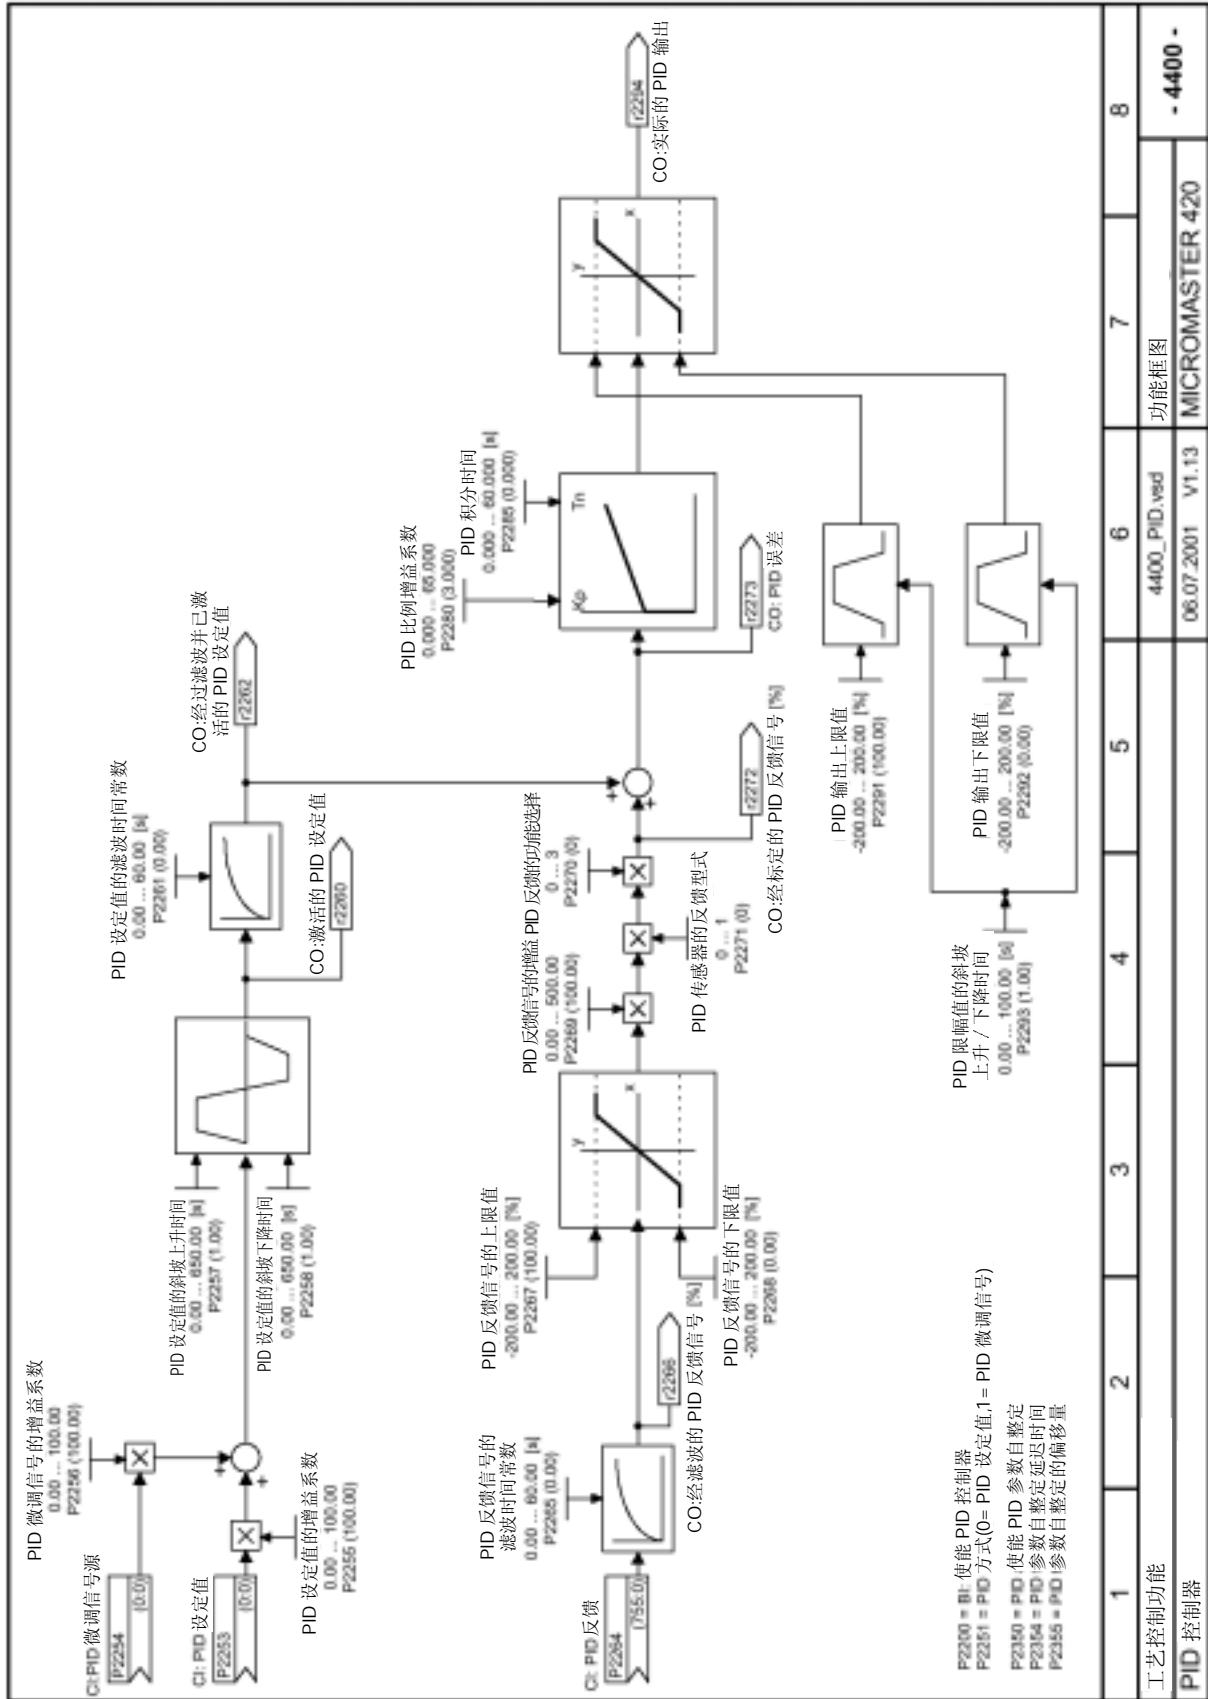 CI:PID 微调信号源
P2254
(0:0)
PID 微调信号的增益系数
0.00 ... 100.00
P2256 (100.00)
CI: PID 设定值
P2253
(0:0)
PID 设定值的增益系数
0.00 ... 100.00
P2255 (100.00)
PID 设定值的斜坡上升时间
0.00 ... 650.00 [s]
P2257 (1.00)
PID 设定值的斜坡下降时间
0.00 ... 650.00 [s]
P2258 (1.00)
PID 设定值的滤波时间常数
0.00 ... 60.00 [s]
P2261 (0.00)
CO:激活的 PID 设定值
r2260
CO:经过滤波并已激
活的 PID 设定值
r2262
CI: PID 反馈
P2264
(755:0)
PID 反馈信号的
滤波时间常数
0.00 ... 60.00 [s]
P2265 (0.00)
r2266
CO:经滤波的 PID 反馈信号 [%]
PID 反馈信号的上限值
-200.00 ... 200.00 [%]
P2267 (100.00)
PID 反馈信号的下限值
-200.00 ... 200.00 [%]
P2268 (0.00)
y
x
PID 反馈信号的增益
0.00 ... 500.00
P2269 (100.00)
PID 传感器的反馈型式
0 ... 1
P2271 (0)
PID 反馈的功能选择
0 ... 3
P2270 (0)
r2272
CO:经标定的 PID 反馈信号 [%]
r2273
CO: PID 误差
PID 比例增益系数
0.000 ... 65.000
P2280 (3.000)
PID 积分时间
0.000 ... 60.000 [s]
P2285 (0.000)
Kp
Tn
y
x
r2294
CO:实际的 PID 输出
PID 输出上限值
-200.00 ... 200.00 [%]
P2291 (100.00)
PID 输出下限值
-200.00 ... 200.00 [%]
P2292 (0.00)
PID 限幅值的斜坡
上升 / 下降时间
0.00 ... 100.00 [s]
P2293 (1.00)
P2200 = BI: 使能 PID 控制器
P2251 = PID 方式(0= PID 设定值,1= PID 微调信号)
P2350 = PID 使能 PID 参数自整定
P2354 = PID 参数自整定延迟时间
P2355 = PID 参数自整定的偏移量
1 2 3 4 5 6 7 8
工艺控制功能 4400_PID.vsd 功能框图 - 4400 -
PID 控制器 06.07.2001 V1.13 MICROMASTER 420